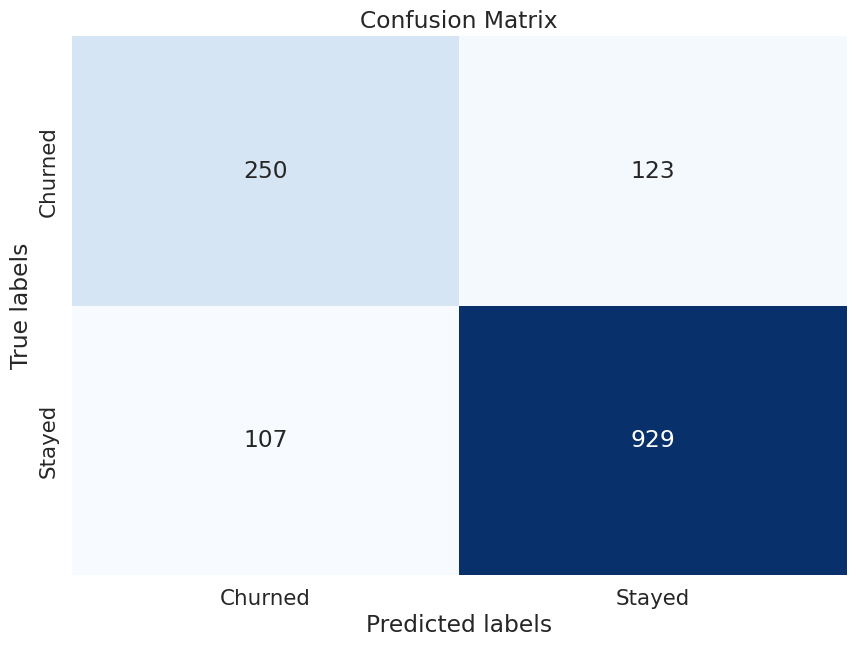 Confusion Matrix
True labels
Churned
250
123
Stayed
107
929
Churned
Stayed
Predicted labels